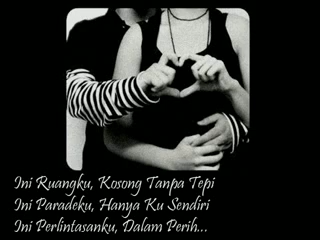 Ini Ruangku, Kosong Tanpa Tepi
Ini Paradeku, Hanya Ku Sendiri
Ini Perlintasanku, Dalam Perih...